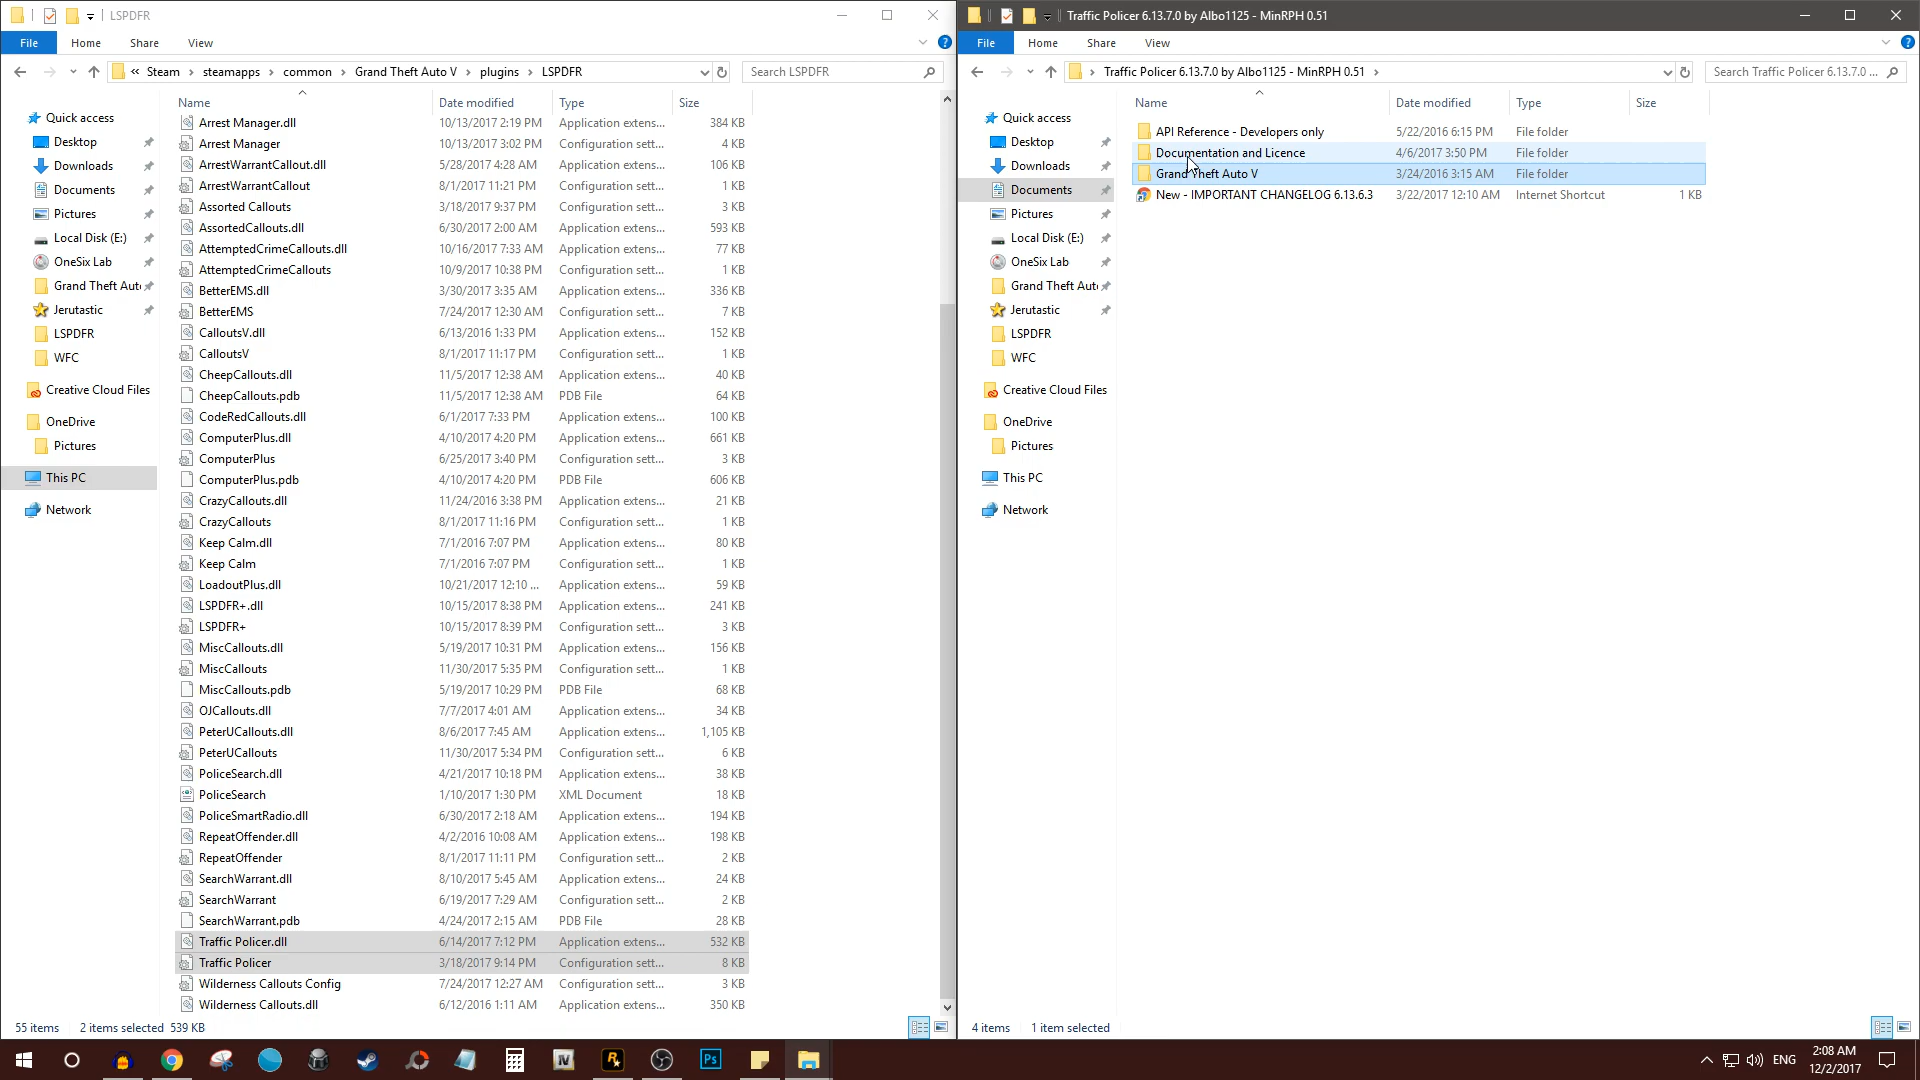 LSPDFR
File Home Share View
« Steam > steamapps > common > Grand Theft Auto V > plugins > LSPDFR
Search LSPDFR
Quick access
Desktop
Downloads
Documents
Pictures
Local Disk (E:)
OneSix Lab
Grand Theft Aut
Jerutastic
LSPDFR
WFC
Creative Cloud Files
OneDrive
Pictures
This PC
Network
Name Date modified Type Size
Arrest Manager.dll 10/13/2017 2:19 PM Application extens... 384 KB
Arrest Manager 10/13/2017 3:02 PM Configuration sett... 4 KB
ArrestWarrantCallout.dll 5/28/2017 4:28 AM Application extens... 106 KB
ArrestWarrantCallout 8/1/2017 11:21 PM Configuration sett... 1 KB
Assorted Callouts 3/18/2017 9:37 PM Configuration sett... 3 KB
AssortedCallouts.dll 6/30/2017 2:00 AM Application extens... 593 KB
AttemptedCrimeCallouts.dll 10/16/2017 7:33 AM Application extens... 77 KB
AttemptedCrimeCallouts 10/9/2017 10:38 PM Configuration sett... 1 KB
BetterEMS.dll 3/30/2017 3:35 AM Application extens... 336 KB
BetterEMS 7/24/2017 12:30 AM Configuration sett... 7 KB
CalloutsV.dll 6/13/2016 1:33 PM Application extens... 152 KB
CalloutsV 8/1/2017 11:17 PM Configuration sett... 1 KB
CheepCallouts.dll 11/5/2017 12:38 AM Application extens... 40 KB
CheepCallouts.pdb 11/5/2017 12:38 AM PDB File 64 KB
CodeRedCallouts.dll 6/1/2017 7:33 PM Application extens... 100 KB
ComputerPlus.dll 4/10/2017 4:20 PM Application extens... 661 KB
ComputerPlus 6/25/2017 3:40 PM Configuration sett... 3 KB
ComputerPlus.pdb 4/10/2017 4:20 PM PDB File 606 KB
CrazyCallouts.dll 11/24/2016 3:38 PM Application extens... 21 KB
CrazyCallouts 8/1/2017 11:16 PM Configuration sett... 1 KB
Keep Calm.dll 7/1/2016 7:07 PM Application extens... 80 KB
Keep Calm 7/1/2016 7:07 PM Configuration sett... 1 KB
LoadoutPlus.dll 10/21/2017 12:10 ... Application extens... 59 KB
LSPDFR+.dll 10/15/2017 8:38 PM Application extens... 241 KB
LSPDFR+ 10/15/2017 8:39 PM Configuration sett... 3 KB
MiscCallouts.dll 5/19/2017 10:31 PM Application extens... 156 KB
MiscCallouts 11/30/2017 5:35 PM Configuration sett... 1 KB
MiscCallouts.pdb 5/19/2017 10:29 PM PDB File 68 KB
OJCallouts.dll 7/7/2017 4:01 AM Application extens... 34 KB
PeterUCallouts.dll 8/6/2017 7:45 AM Application extens... 1,105 KB
PeterUCallouts 11/30/2017 5:34 PM Configuration sett... 6 KB
PoliceSearch.dll 4/21/2017 10:18 PM Application extens... 38 KB
PoliceSearch 1/10/2017 1:30 PM XML Document 18 KB
PoliceSmartRadio.dll 6/30/2017 2:18 AM Application extens... 194 KB
RepeatOffender.dll 4/2/2016 10:08 AM Application extens... 198 KB
RepeatOffender 8/1/2017 11:11 PM Configuration sett... 2 KB
SearchWarrant.dll 8/10/2017 5:45 AM Application extens... 24 KB
SearchWarrant 6/19/2017 7:29 AM Configuration sett... 2 KB
SearchWarrant.pdb 4/24/2017 2:15 AM PDB File 28 KB
Traffic Policer.dll 6/14/2017 7:12 PM Application extens... 532 KB
Traffic Policer 3/18/2017 9:14 PM Configuration sett... 8 KB
Wilderness Callouts Config 7/24/2017 12:27 AM Configuration sett... 3 KB
Wilderness Callouts.dll 6/12/2016 1:11 AM Application extens... 350 KB
55 items 2 items selected 539 KB
Traffic Policer 6.13.7.0 by Albo1125 - MinRPH 0.51
File Home Share View
> Traffic Policer 6.13.7.0 by Albo1125 - MinRPH 0.51 >
Search Traffic Policer 6.13.7.0 ...
Quick access
Desktop
Downloads
Documents
Pictures
Local Disk (E:)
OneSix Lab
Grand Theft Aut
Jerutastic
LSPDFR
WFC
Creative Cloud Files
OneDrive
Pictures
This PC
Network
Name Date modified Type Size
API Reference - Developers only 5/22/2016 6:15 PM File folder
Documentation and Licence 4/6/2017 3:50 PM File folder
Grand Theft Auto V 3/24/2016 3:15 AM File folder
New - IMPORTANT CHANGELOG 6.13.6.3 3/22/2017 12:10 AM Internet Shortcut 1 KB
4 items 1 item selected
IV
R
Ps
ENG
2:08 AM
12/2/2017